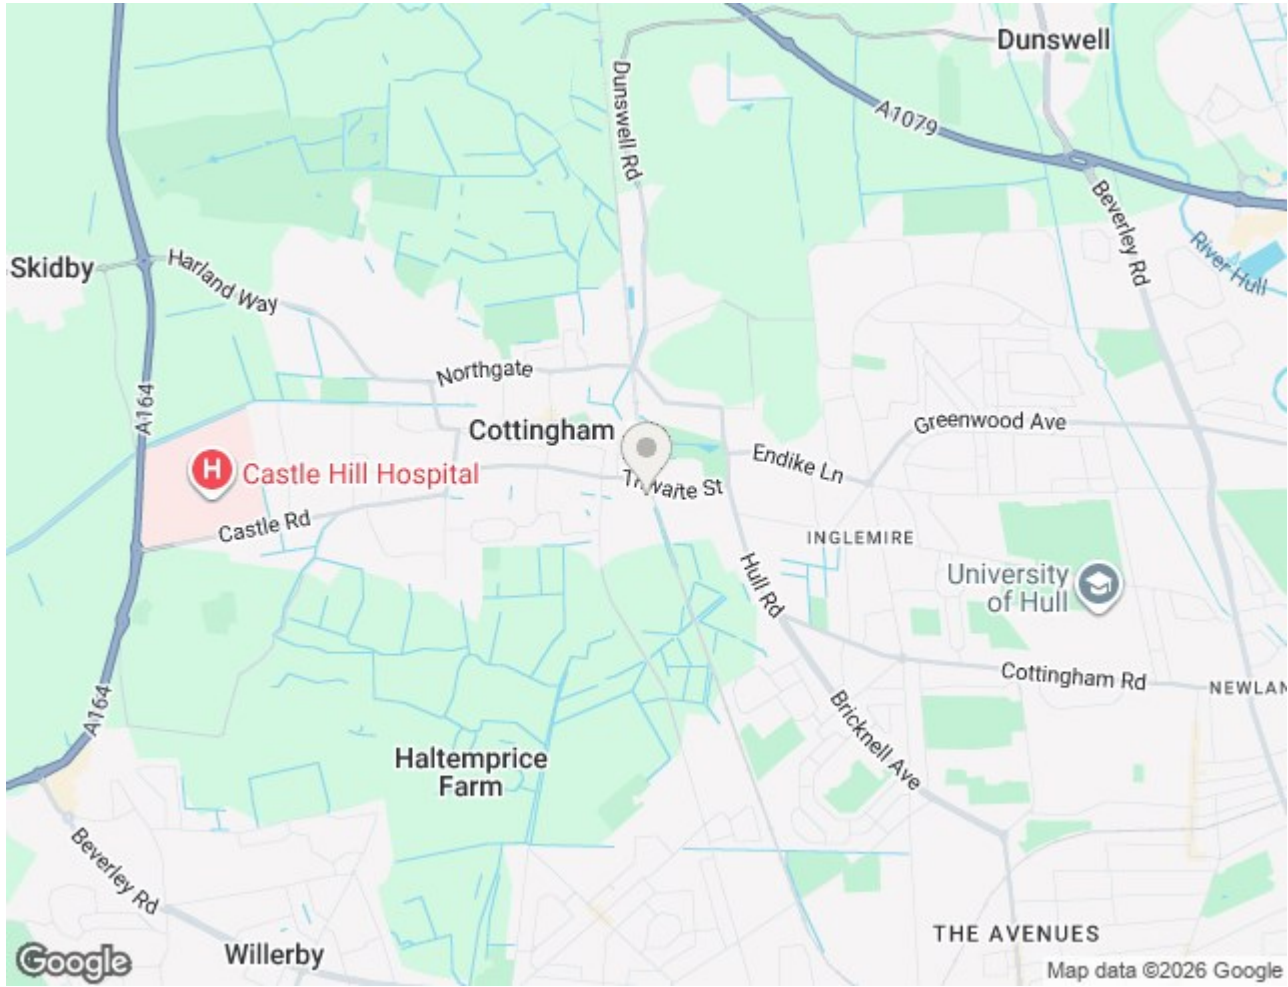 Dunswell
Dunswell Rd
A1079
Beverley Rd
River Hull
Skidby
Harland Way
Northgate
A164
Cottingham
Greenwood Ave
Endike Ln
H
Castle Hill Hospital
Thwaite St
Castle Rd
INGLEMIRE
Hull Rd
University
of Hull
Cottingham Rd
NEWLAN
A164
Bricknell Ave
Haltemprice
Farm
Beverley Rd
THE AVENUES
Willerby
Google
Map data ©2026 Google